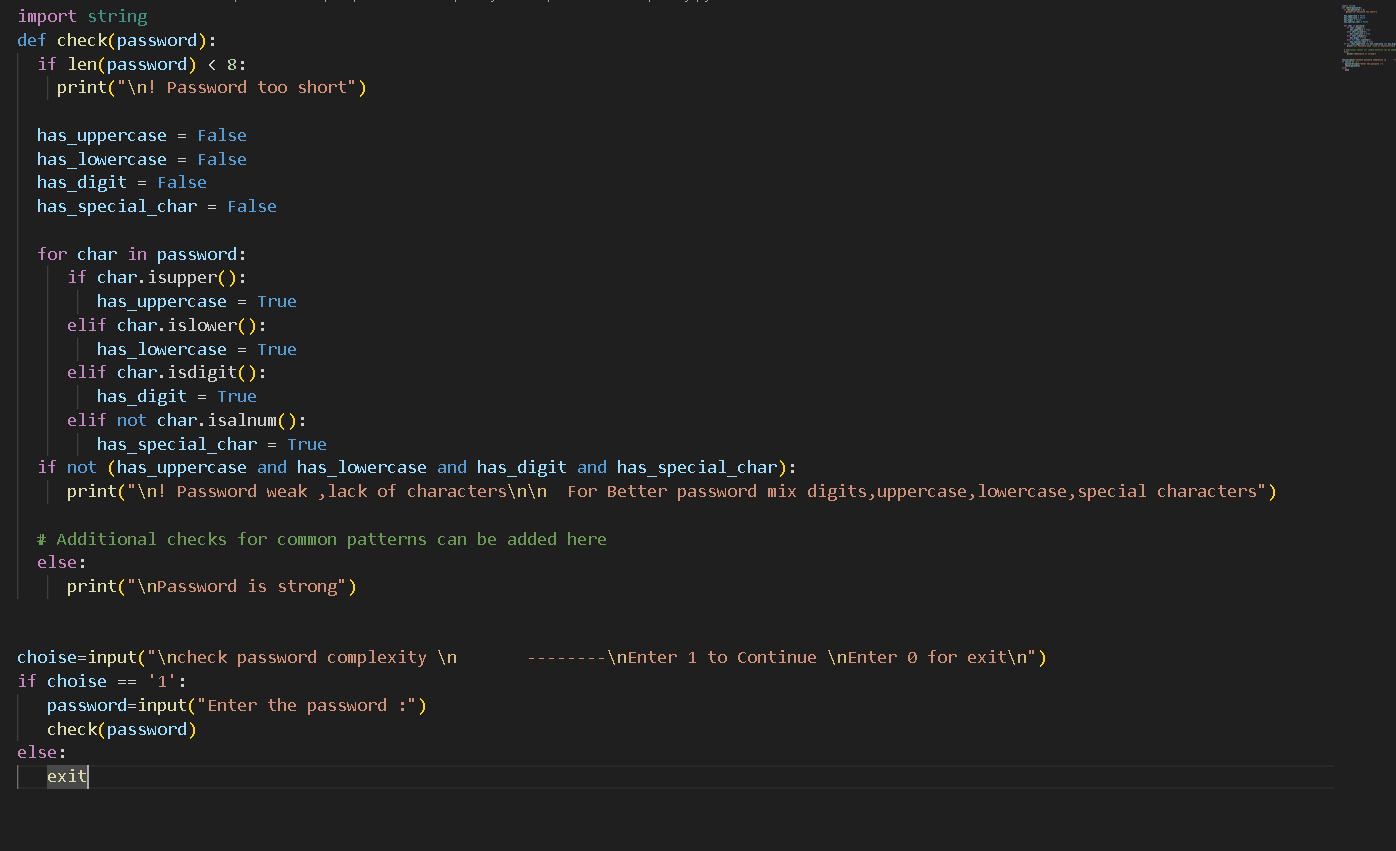 import string
def check(password):
  if len(password) < 8:
    print("\n! Password too short")

  has_uppercase = False
  has_lowercase = False
  has_digit = False
  has_special_char = False

  for char in password:
     if char.isupper():
        has_uppercase = True
     elif char.islower():
        has_lowercase = True
     elif char.isdigit():
        has_digit = True
     elif not char.isalnum():
        has_special_char = True
  if not (has_uppercase and has_lowercase and has_digit and has_special_char):
     print("\n! Password weak ,lack of characters\n\n  For Better password mix digits,uppercase,lowercase,special characters")

  # Additional checks for common patterns can be added here
  else:
     print("\nPassword is strong")


choise=input("\ncheck password complexity \n       --------\nEnter 1 to Continue \nEnter 0 for exit\n")
if choise == '1':
   password=input("Enter the password :")
   check(password)
else:
   exit